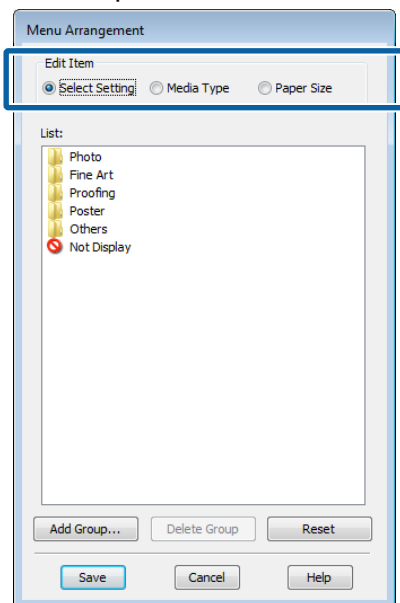 Menu Arrangement
Edit Item
Select Setting Media Type Paper Size
List:
Photo
Fine Art
Proofing
Poster
Others
Not Display
Add Group... Delete Group Reset
Save Cancel Help